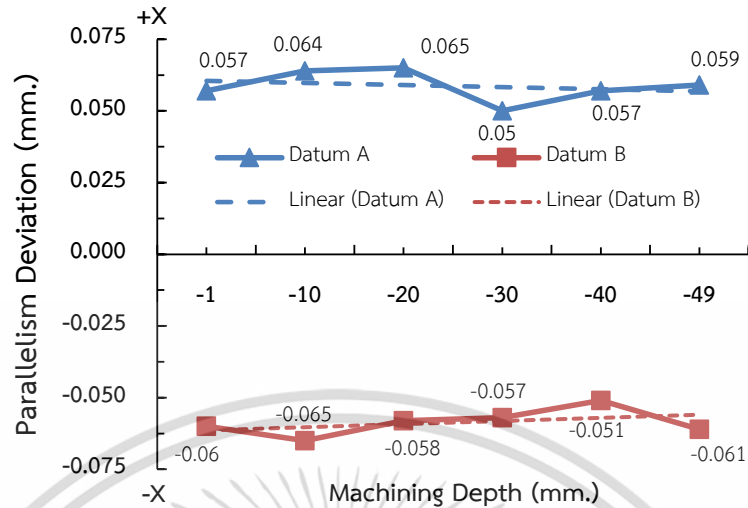 +X
0.075
0.050
0.025
0.000
-0.025
-0.050
-0.075
-X
Parallelism Deviation (mm.)
0.057
0.064
0.065
0.05
0.057
0.059
Datum A
Datum B
Linear (Datum A)
Linear (Datum B)
-1 -10 -20 -30 -40 -49
-0.06
-0.065
-0.058
-0.057
-0.051
-0.061
Machining Depth (mm.)